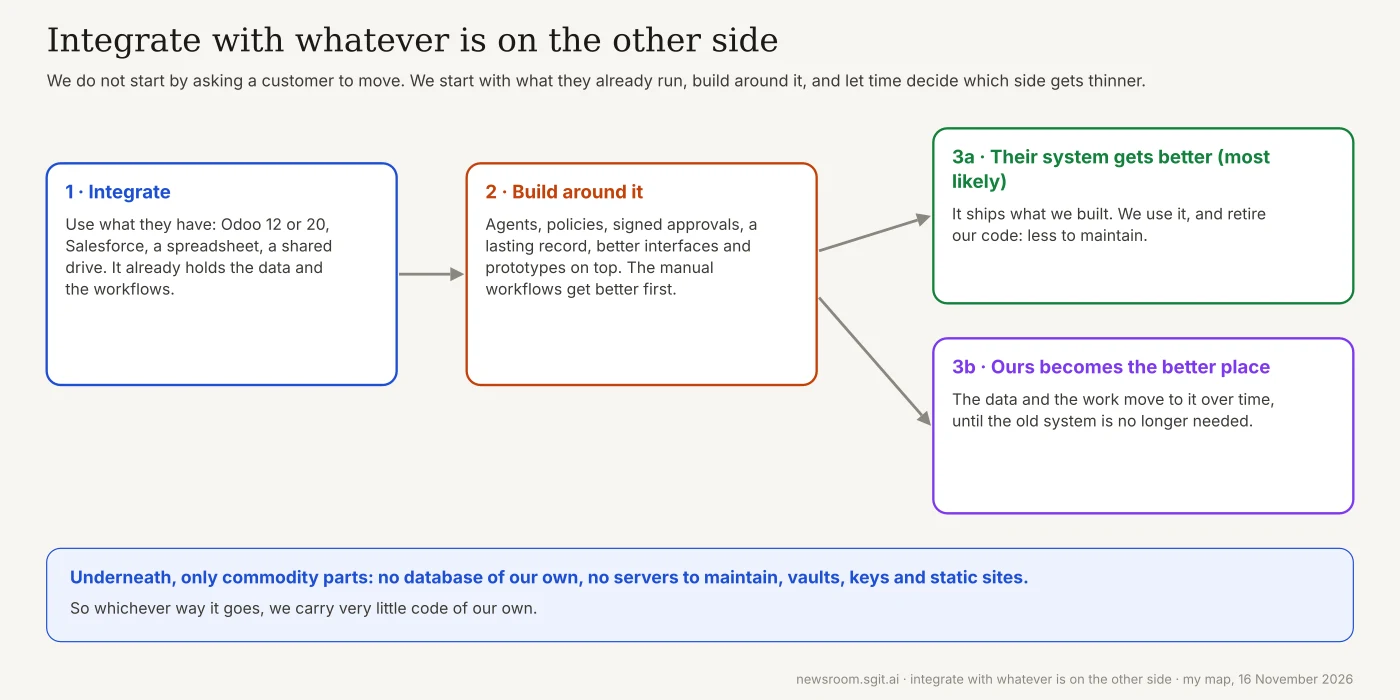 Integrate with whatever is on the other side
We do not start by asking a customer to move. We start with what they already run, build around it, and let time decide which side gets thinner.
1 · Integrate
Use what they have: Odoo 12 or 20,
Salesforce, a spreadsheet, a shared
drive. It already holds the data and
the workflows.
2 · Build around it
Agents, policies, signed approvals, a
lasting record, better interfaces and
prototypes on top. The manual
workflows get better first.
3a · Their system gets better (most
likely)
It ships what we built. We use it, and retire
our code: less to maintain.
3b · Ours becomes the better place
The data and the work move to it over time,
until the old system is no longer needed.
Underneath, only commodity parts: no database of our own, no servers to maintain, vaults, keys and static sites.
So whichever way it goes, we carry very little code of our own.
newsroom.sgit.ai · integrate with whatever is on the other side · my map, 16 November 2026